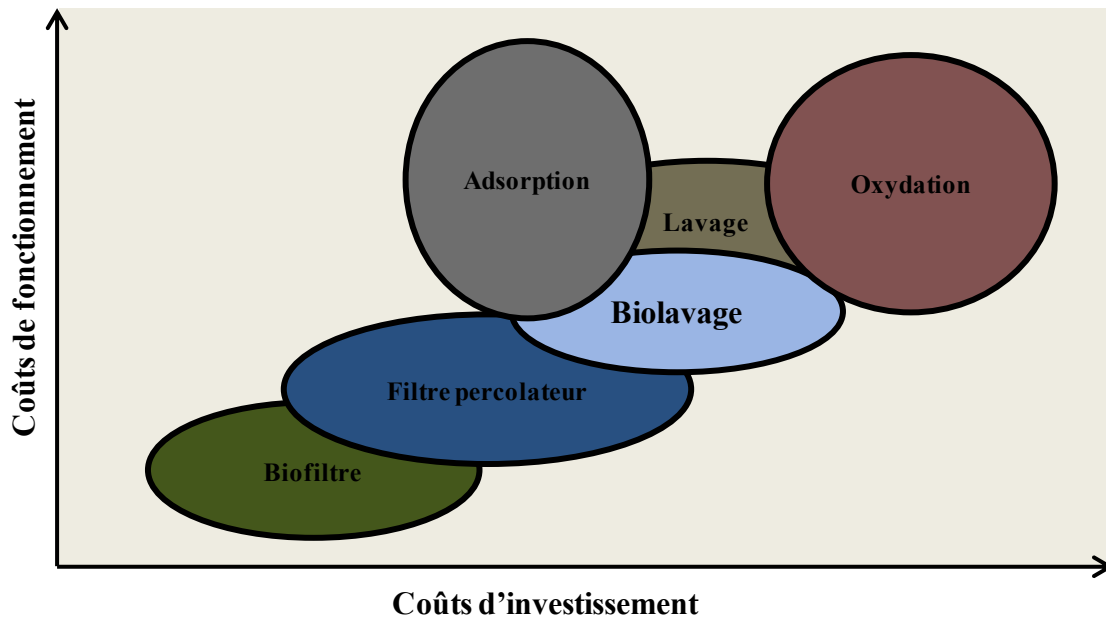 Coûts de fonctionnement
Adsorption
Oxydation
Lavage
Biolavage
Filtre percolateur
Biofiltre
Coûts d’investissement